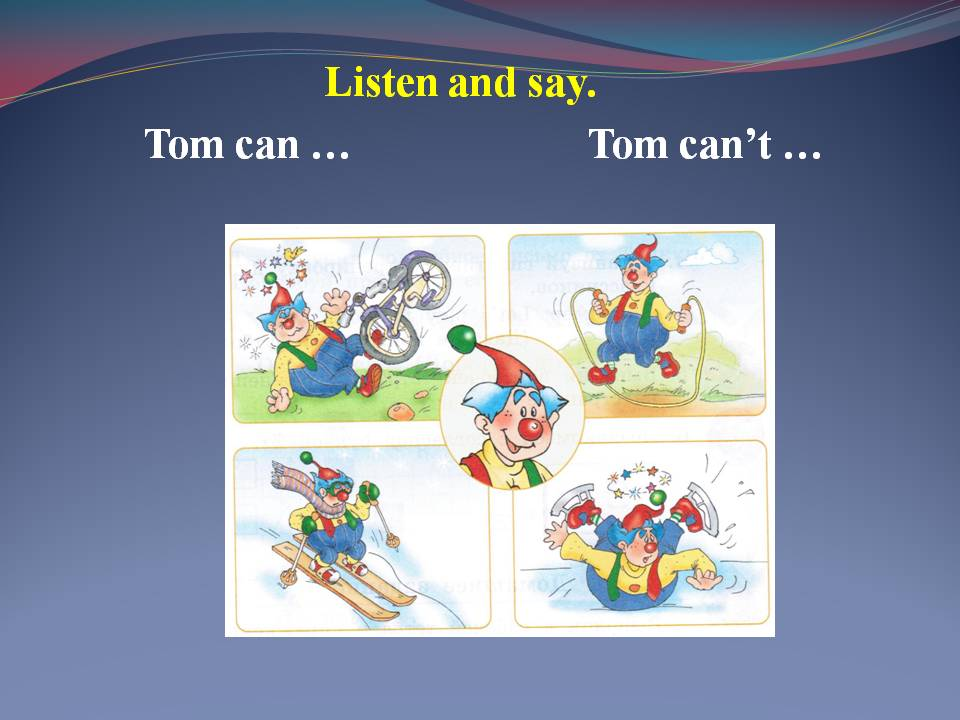 Listen and say.
Tom can … Tom can’t …